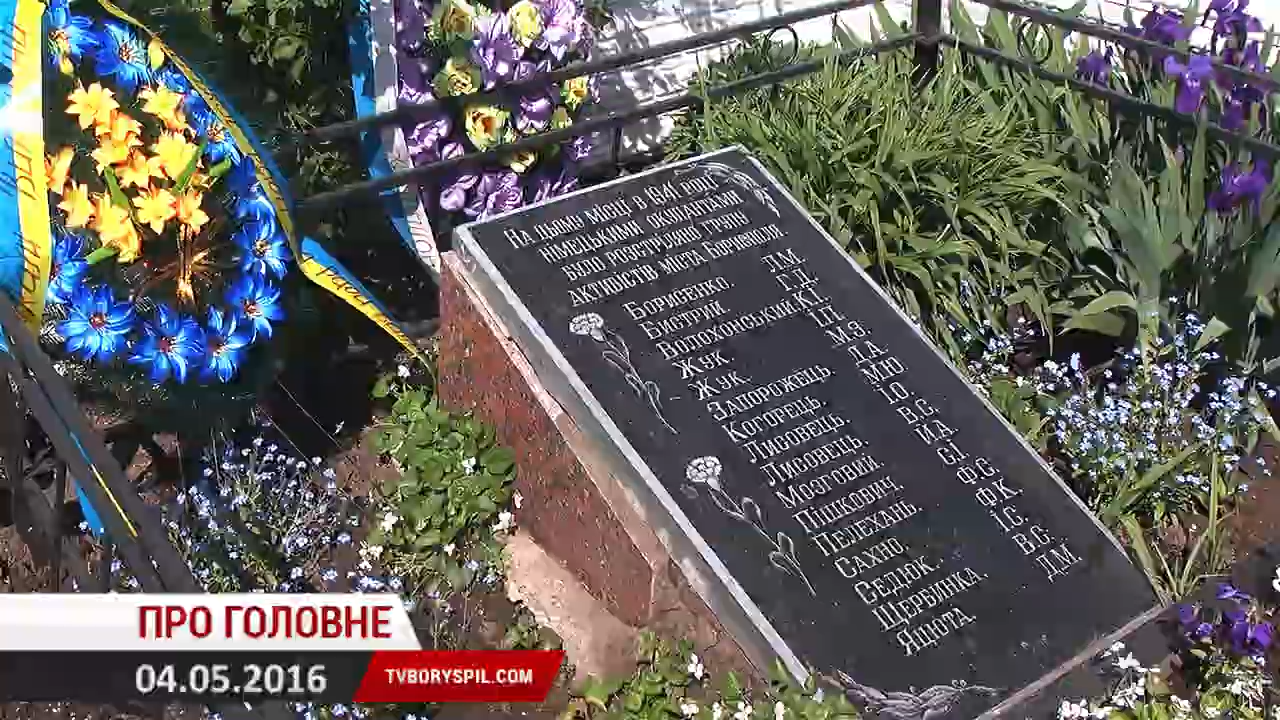 На цьому місці в 1941 році
німецькими окупантами
було розстріляно групу
активістів міста Борисполя
Борисенко. Л.М.
Бистрий. Г.Д.
Волохонський К.І.
Жук. І.П.
Жук. М.Э.
Запорожець. Д.А.
Когорець. М.Ю.
Лисовець. І.О.
Лисовець. В.С.
Мозговий. И.А.
Пішкович. Є.І.
Пелехань. Ф.Є.
Сахно. Ф.К.
Седюк. І.С.
Щербинка. В.С.
Яцюта. Д.М.
ПРО ГОЛОВНЕ
04.05.2016
TVBORYSPIL.COM